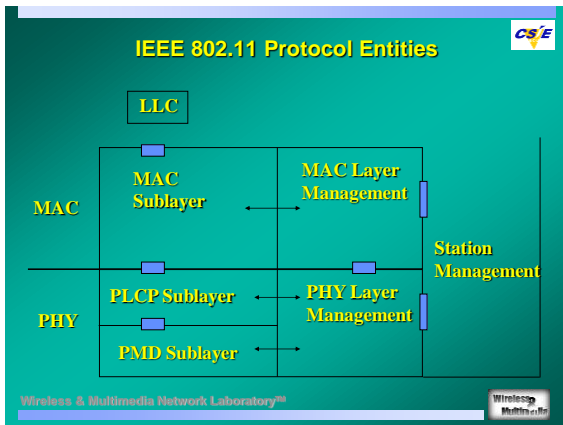 IEEE 802.11 Protocol Entities
CS'E
LLC
MAC
MAC
Sublayer
MAC Layer
Management
Station
Management
PHY
PLCP Sublayer
PHY Layer
Management
PMD Sublayer
Wireless & Multimedia Network Laboratory™
Wireless
Multimedia